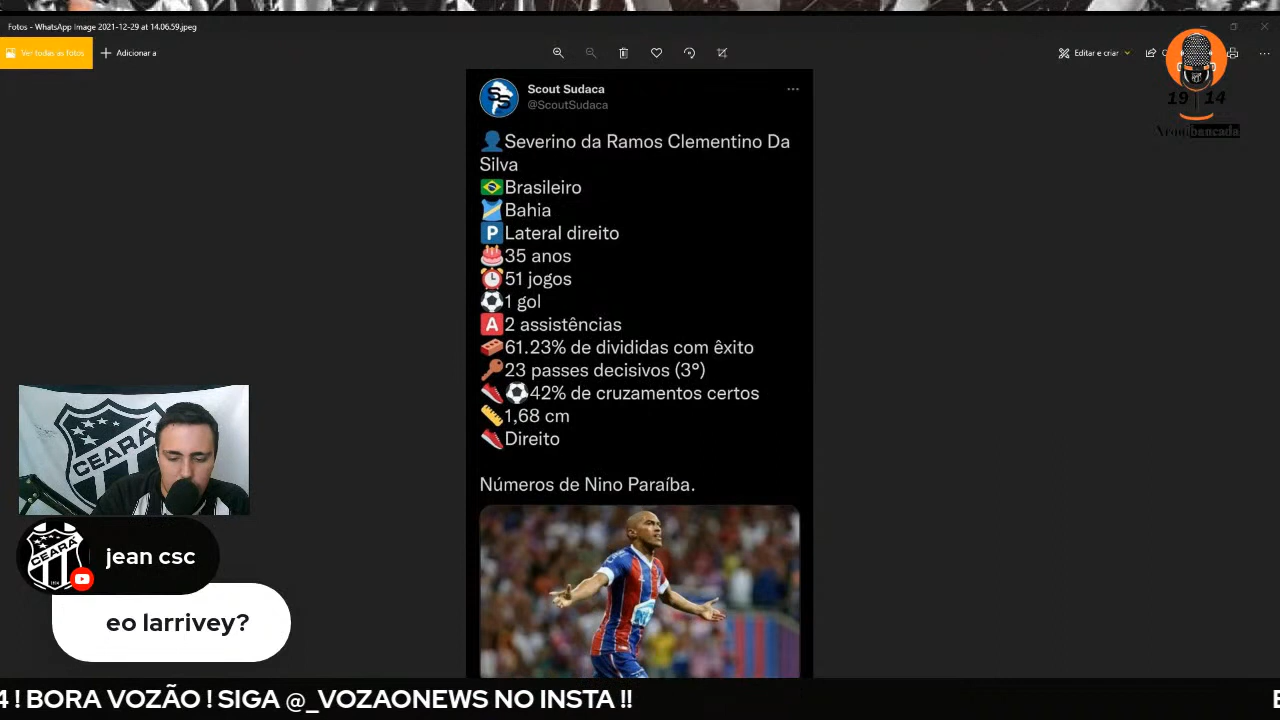 Fotos - WhatsApp Image 2021-12-29 at 14.06.59.jpeg
Ver todas as fotos
Adicionar a
Editar e criar
19 14
bancada
Scout Sudaca
@ScoutSudaca
Severino da Ramos Clementino Da
Silva
Brasileiro
Bahia
P Lateral direito
35 anos
51 jogos
1 gol
A 2 assistências
61.23% de divididas com êxito
23 passes decisivos (3º)
42% de cruzamentos certos
1,68 cm
Direito
Números de Nino Paraíba.
CEARÁ
CEARÁ
jean csc
eo larrivey?
4 ! BORA VOZÃO ! SIGA @_VOZAONEWS NO INSTA !!